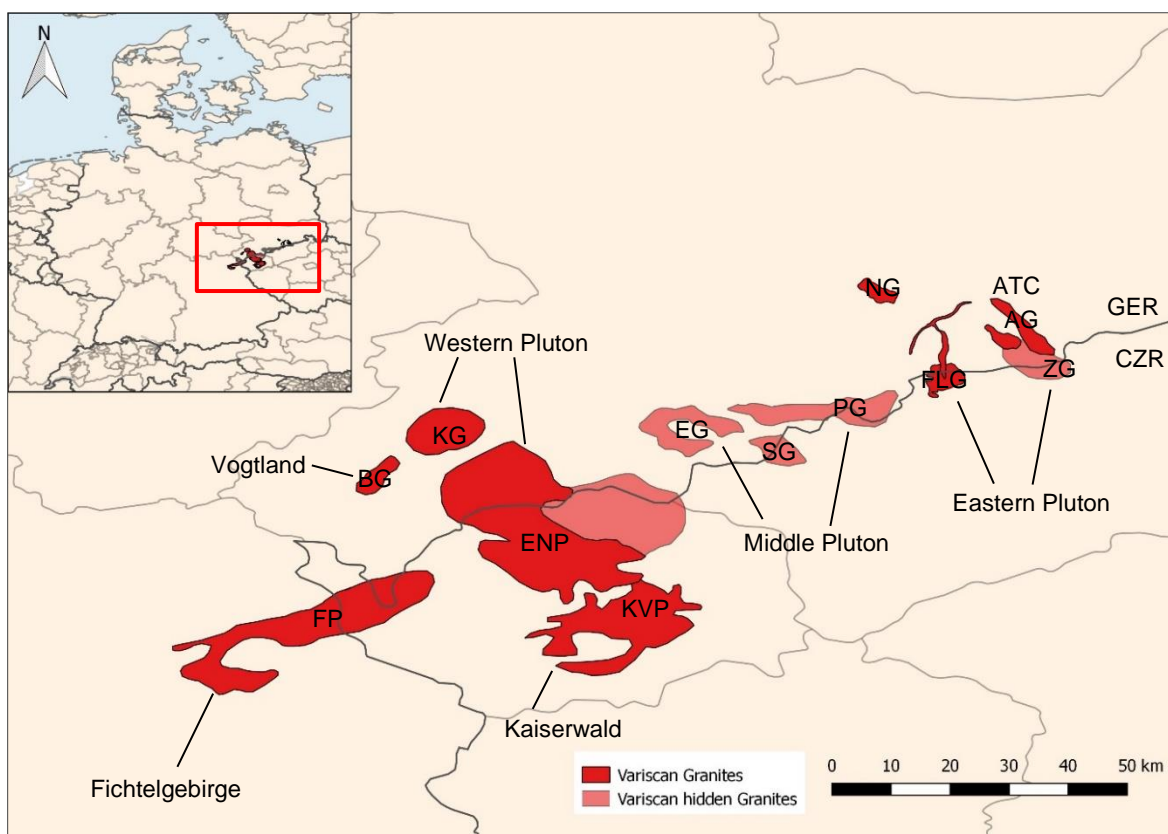 N
NG
ATC
AG
GER
CZR
ZG
FLG
Western Pluton
KG
PG
EG
SG
Vogtland
BG
Eastern Pluton
Middle Pluton
ENP
FP
KVP
Kaiserwald
Fichtelgebirge
Variscan Granites
Variscan hidden Granites
0 10 20 30 40 50 km